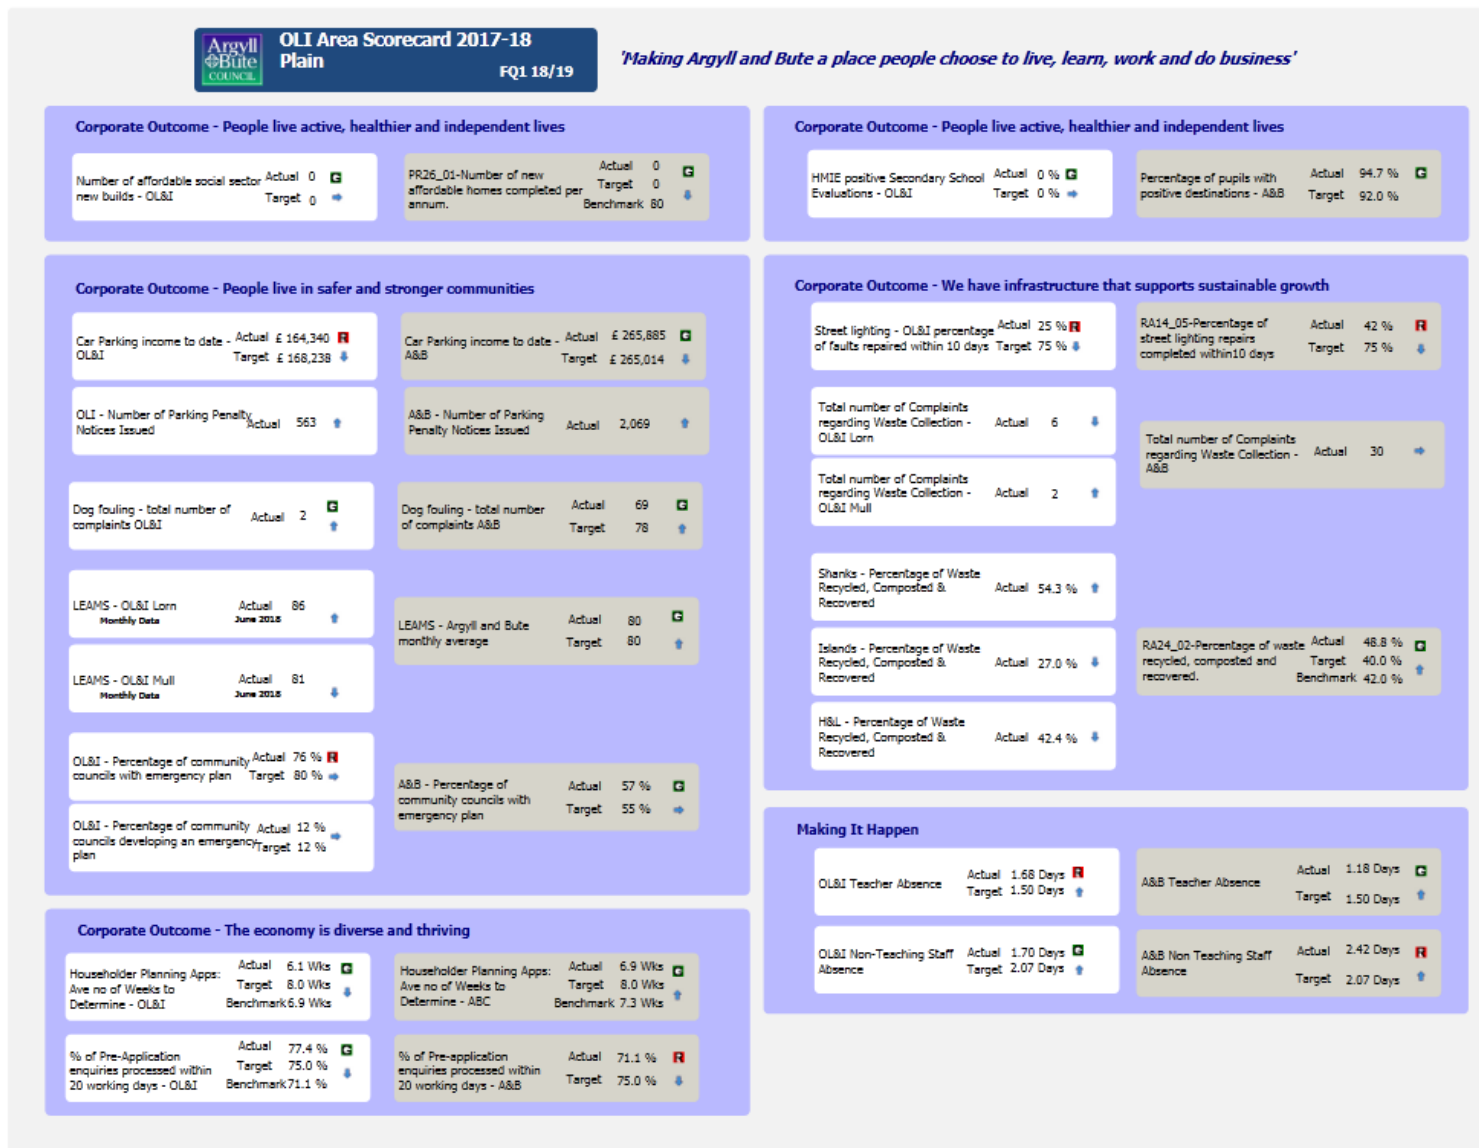 Argyll
&Bute
COUNCIL
OLI Area Scorecard 2017-18
Plain
FQ1 18/19
'Making Argyll and Bute a place people choose to live, learn, work and do business'
Corporate Outcome - People live active, healthier and independent lives
Number of affordable social sector Actual 0 G
new builds - OL&I Target 0
PR26_01-Number of new Actual 0 G
affordable homes completed per Target 0
annum. Benchmark 80
Corporate Outcome - People live active, healthier and independent lives
HMIE positive Secondary School Actual 0 % G
Evaluations - OL&I Target 0 %
Percentage of pupils with Actual 94.7 % G
positive destinations - A&B Target 92.0 %
Corporate Outcome - People live in safer and stronger communities
Car Parking income to date - Actual £ 164,340 R
OL&I Target £ 168,238
Car Parking income to date - Actual £ 265,885 G
A&B Target £ 265,014
OLI - Number of Parking Penalty
Notices Issued Actual 563
A&B - Number of Parking
Penalty Notices Issued Actual 2,069
Dog fouling - total number of G
complaints OL&I Actual 2
Dog fouling - total number Actual 69 G
of complaints A&B Target 78
LEAMS - OL&I Lorn Actual 86
Monthly Data June 2018
LEAMS - OL&I Mull Actual 81
Monthly Data June 2018
LEAMS - Argyll and Bute Actual 80 G
monthly average Target 80
OL&I - Percentage of community Actual 76 % R
councils with emergency plan Target 80 %
OL&I - Percentage of community Actual 12 %
councils developing an emergency Target 12 %
plan
A&B - Percentage of Actual 57 % G
community councils with
emergency plan Target 55 %
Corporate Outcome - We have infrastructure that supports sustainable growth
Street lighting - OL&I percentage Actual 25 % R
of faults repaired within 10 days Target 75 %
RA14_05-Percentage of Actual 42 % R
street lighting repairs
completed within10 days Target 75 %
Total number of Complaints
regarding Waste Collection - Actual 6
OL&I Lorn
Total number of Complaints
regarding Waste Collection - Actual 2
OL&I Mull
Total number of Complaints
regarding Waste Collection - Actual 30
A&B
Shanks - Percentage of Waste
Recycled, Composted & Actual 54.3 %
Recovered
Islands - Percentage of Waste
Recycled, Composted & Actual 27.0 %
Recovered
H&L - Percentage of Waste
Recycled, Composted & Actual 42.4 %
Recovered
RA24_02-Percentage of waste Actual 48.8 % G
recycled, composted and Target 40.0 %
recovered. Benchmark 42.0 %
Corporate Outcome - The economy is diverse and thriving
Householder Planning Apps: Actual 6.1 Wks G
Ave no of Weeks to Target 8.0 Wks
Determine - OL&I Benchmark 6.9 Wks
Householder Planning Apps: Actual 6.9 Wks G
Ave no of Weeks to Target 8.0 Wks
Determine - ABC Benchmark 7.3 Wks
% of Pre-Application Actual 77.4 % G
enquiries processed within Target 75.0 %
20 working days - OL&I Benchmark 71.1 %
% of Pre-application Actual 71.1 % R
enquiries processed within
20 working days - A&B Target 75.0 %
Making It Happen
OL&I Teacher Absence Actual 1.68 Days R
Target 1.50 Days
A&B Teacher Absence Actual 1.18 Days G
Target 1.50 Days
OL&I Non-Teaching Staff Actual 1.70 Days G
Absence Target 2.07 Days
A&B Non Teaching Staff Actual 2.42 Days R
Absence Target 2.07 Days